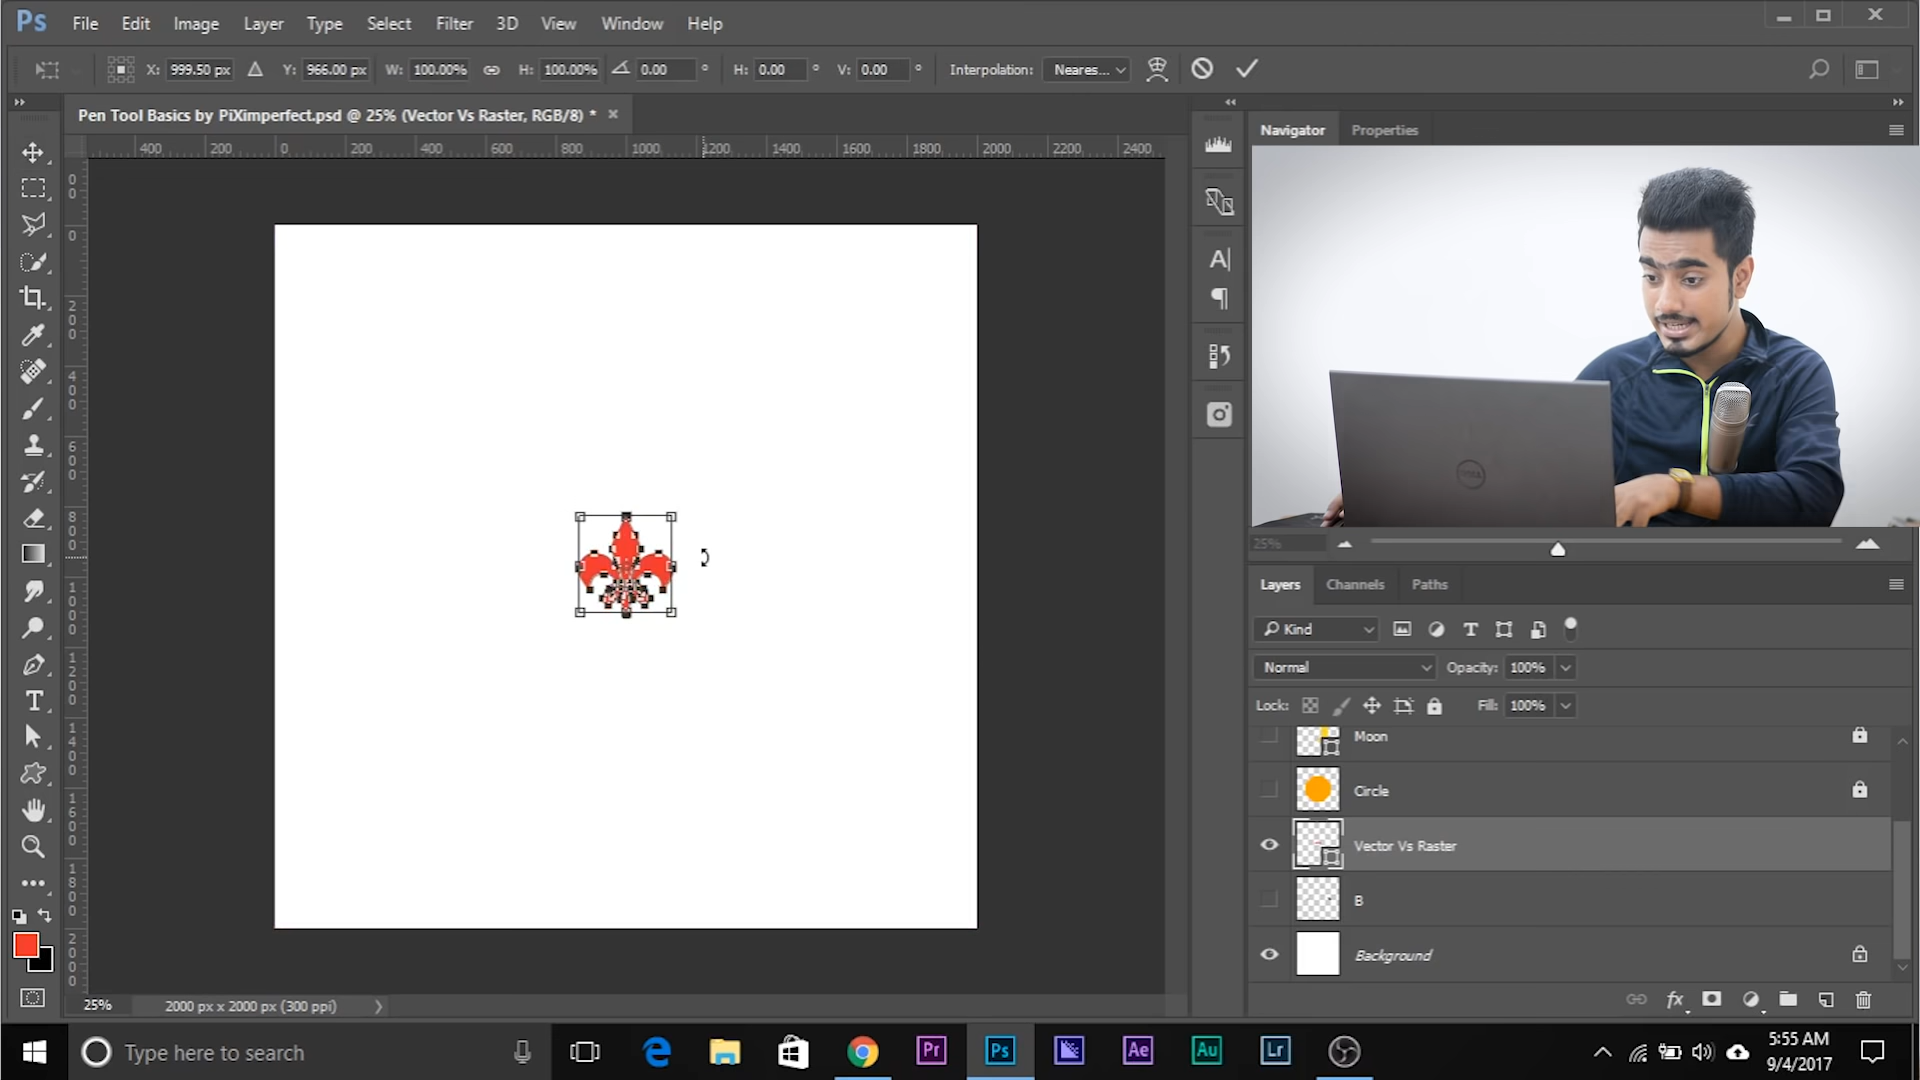 Ps File Edit Image Layer Type Select Filter 3D View Window Help
X: 999.50 px Y: 966.00 px W: 100.00% H: 100.00% 0.00 ° H: 0.00 ° V: 0.00 ° Interpolation: Neares...
Pen Tool Basics by PiXimperfect.psd @ 25% (Vector Vs Raster, RGB/8) * ×
400 200 0 200 400 600 800 1000 1200 1400 1600 1800 2000 2200 2400
Navigator Properties
DELL
25%
Layers Channels Paths
Kind
Normal Opacity: 100%
Lock: Fill: 100%
Moon
Circle
Vector Vs Raster
B
Background
fx
25% 2000 px x 2000 px (300 ppi)
Type here to search
Pr Ps Ae Au Lr
5:55 AM
9/4/2017